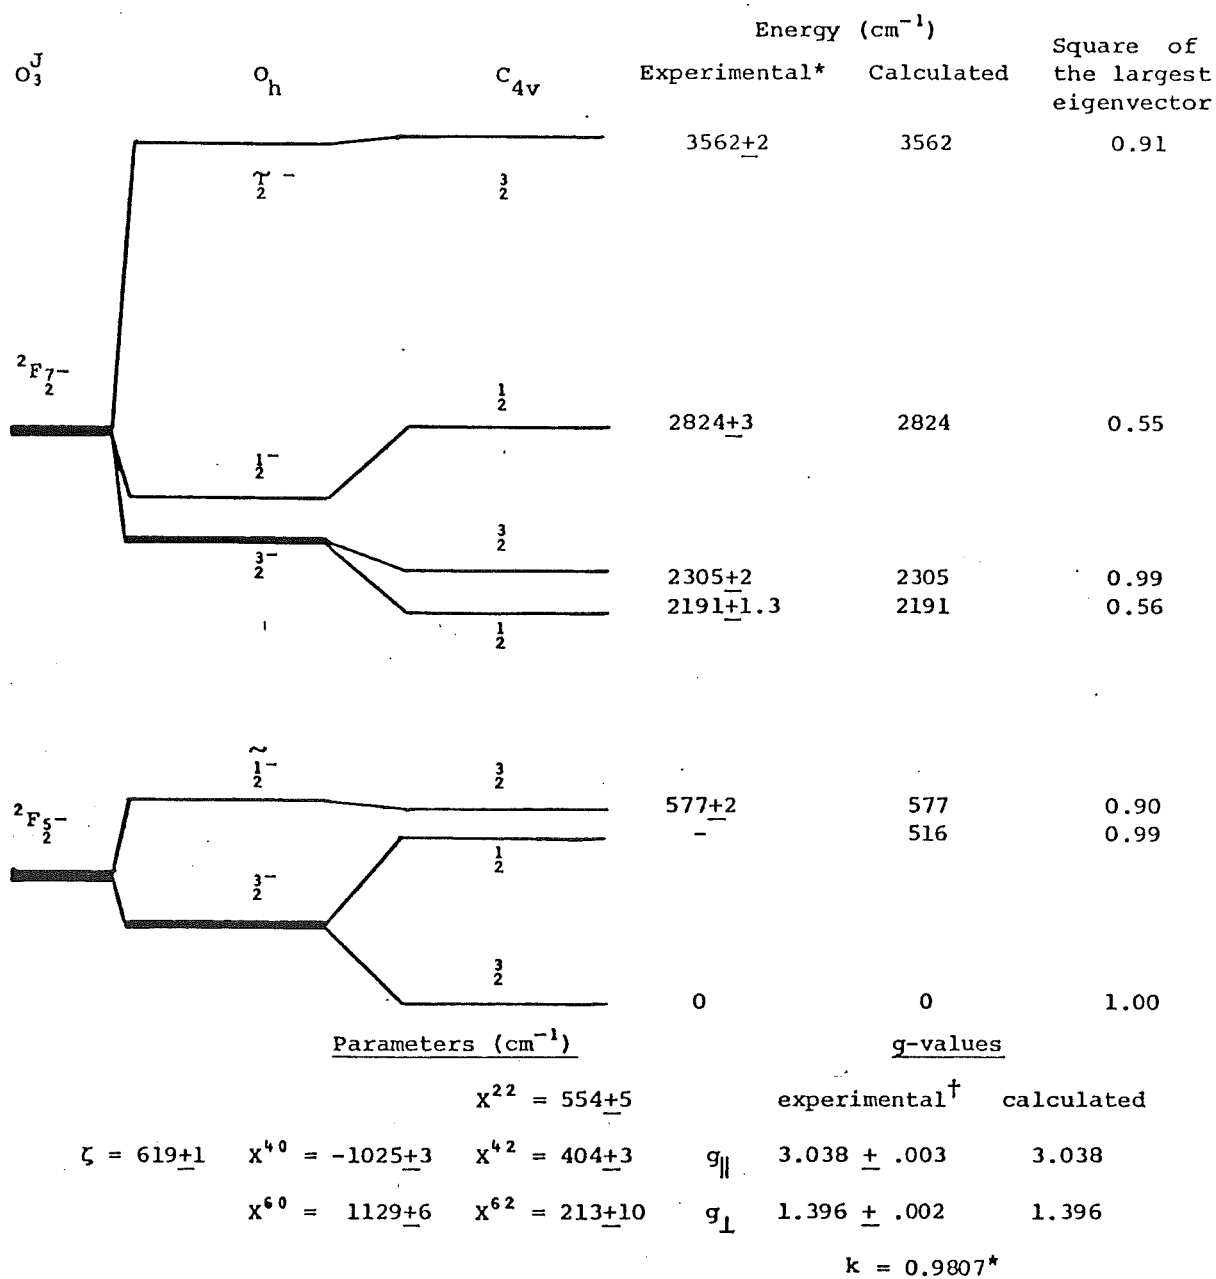 Energy (cm⁻¹)
O₃ᴶ O_h C₄ᵥ Experimental* Calculated Square of the largest eigenvector
3562±2 3562 0.91
τ̃/2 ⁻ 3/2
²F7/2⁻
1/2
2824±3 2824 0.55
1/2⁻
3/2
3/2⁻
2305±2 2305 0.99
2191±1.3 2191 0.56
1/2
1̃/2⁻ 3/2
²F5/2⁻
577±2 577 0.90
- 516 0.99
1/2
3/2⁻
3/2
0 0 1.00
Parameters (cm⁻¹) g-values
X²² = 554±5 experimental† calculated
ζ = 619±1 X⁴⁰ = -1025±3 X⁴² = 404±3 g∥ 3.038 ± .003 3.038
X⁶⁰ = 1129±6 X⁶² = 213±10 g⊥ 1.396 ± .002 1.396
k = 0.9807*